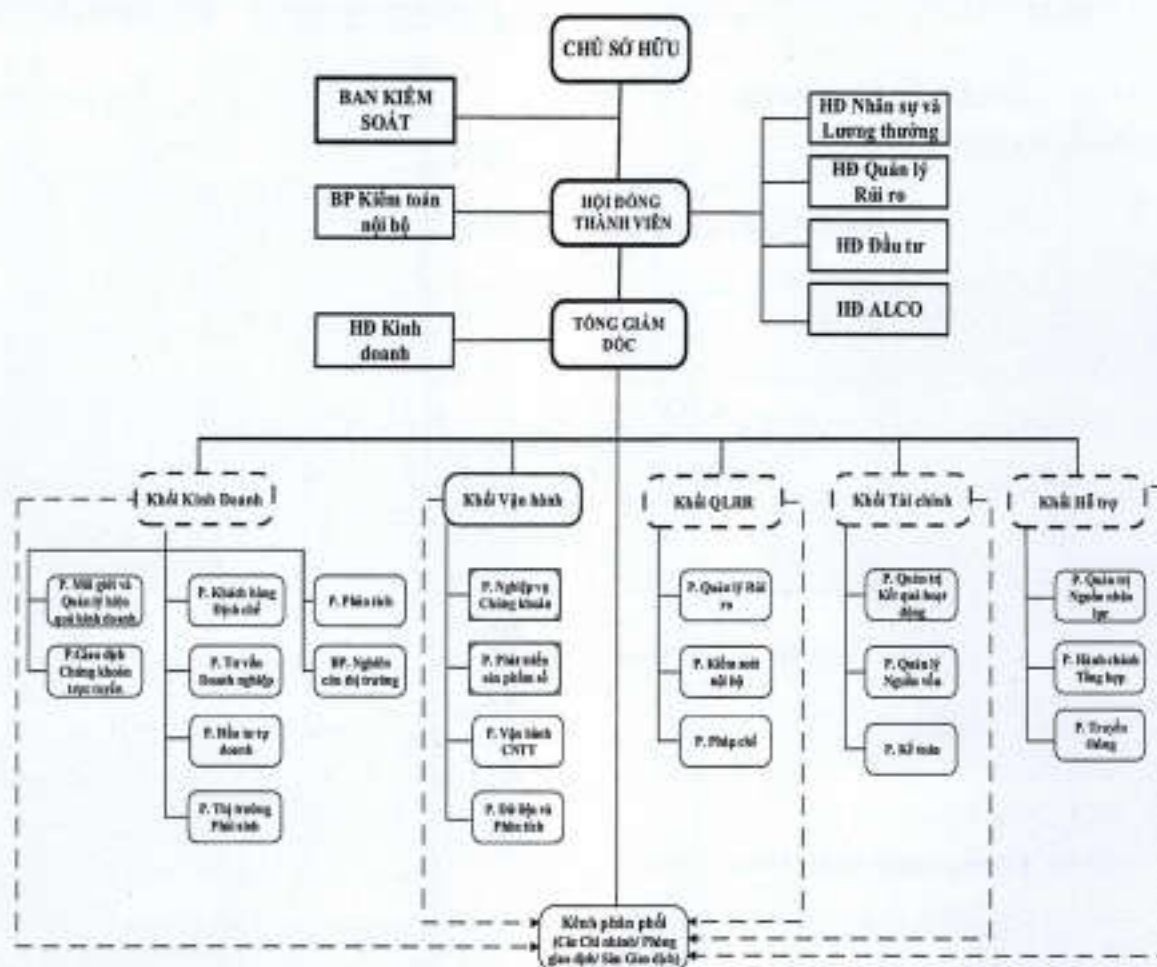 CHỦ SỞ HỮU
BAN KIỂM
SOÁT
HĐ Nhân sự và
Lương thưởng
HĐ Quản lý
Rủi ro
BP Kiểm toán
nội bộ
HỘI ĐỒNG
THÀNH VIÊN
HĐ Đầu tư
HĐ ALCO
HĐ Kinh
doanh
TỔNG GIÁM
ĐỐC
Khối Kinh Doanh
Khối Vận hành
Khối QLRR
Khối Tài chính
Khối Hỗ trợ
P. Môi giới và
Quản lý hiệu
quả kinh doanh
P.Giao dịch
Chứng khoán
trực tuyến
P. Khách hàng
Định chế
P. Tư vấn
Doanh nghiệp
P. Đầu tư tự
doanh
P. Thị trường
Phái sinh
P. Phân tích
BP. Nghiên
cứu thị trường
P. Nghiệp vụ
Chứng khoán
P. Phát triển
sản phẩm số
P. Vận hành
CNTT
P. Dữ liệu và
Phân tích
P. Quản lý Rủi
ro
P. Kiểm soát
nội bộ
P. Pháp chế
P. Quản trị
Kết quả hoạt
động
P. Quản lý
Nguồn vốn
P. Kế toán
P. Quản trị
Nguồn nhân
lực
P. Hành chính
Tổng hợp
P. Truyền
thông
Kênh phân phối
(Các Chi nhánh/ Phòng
giao dịch/ Sàn Giao dịch)